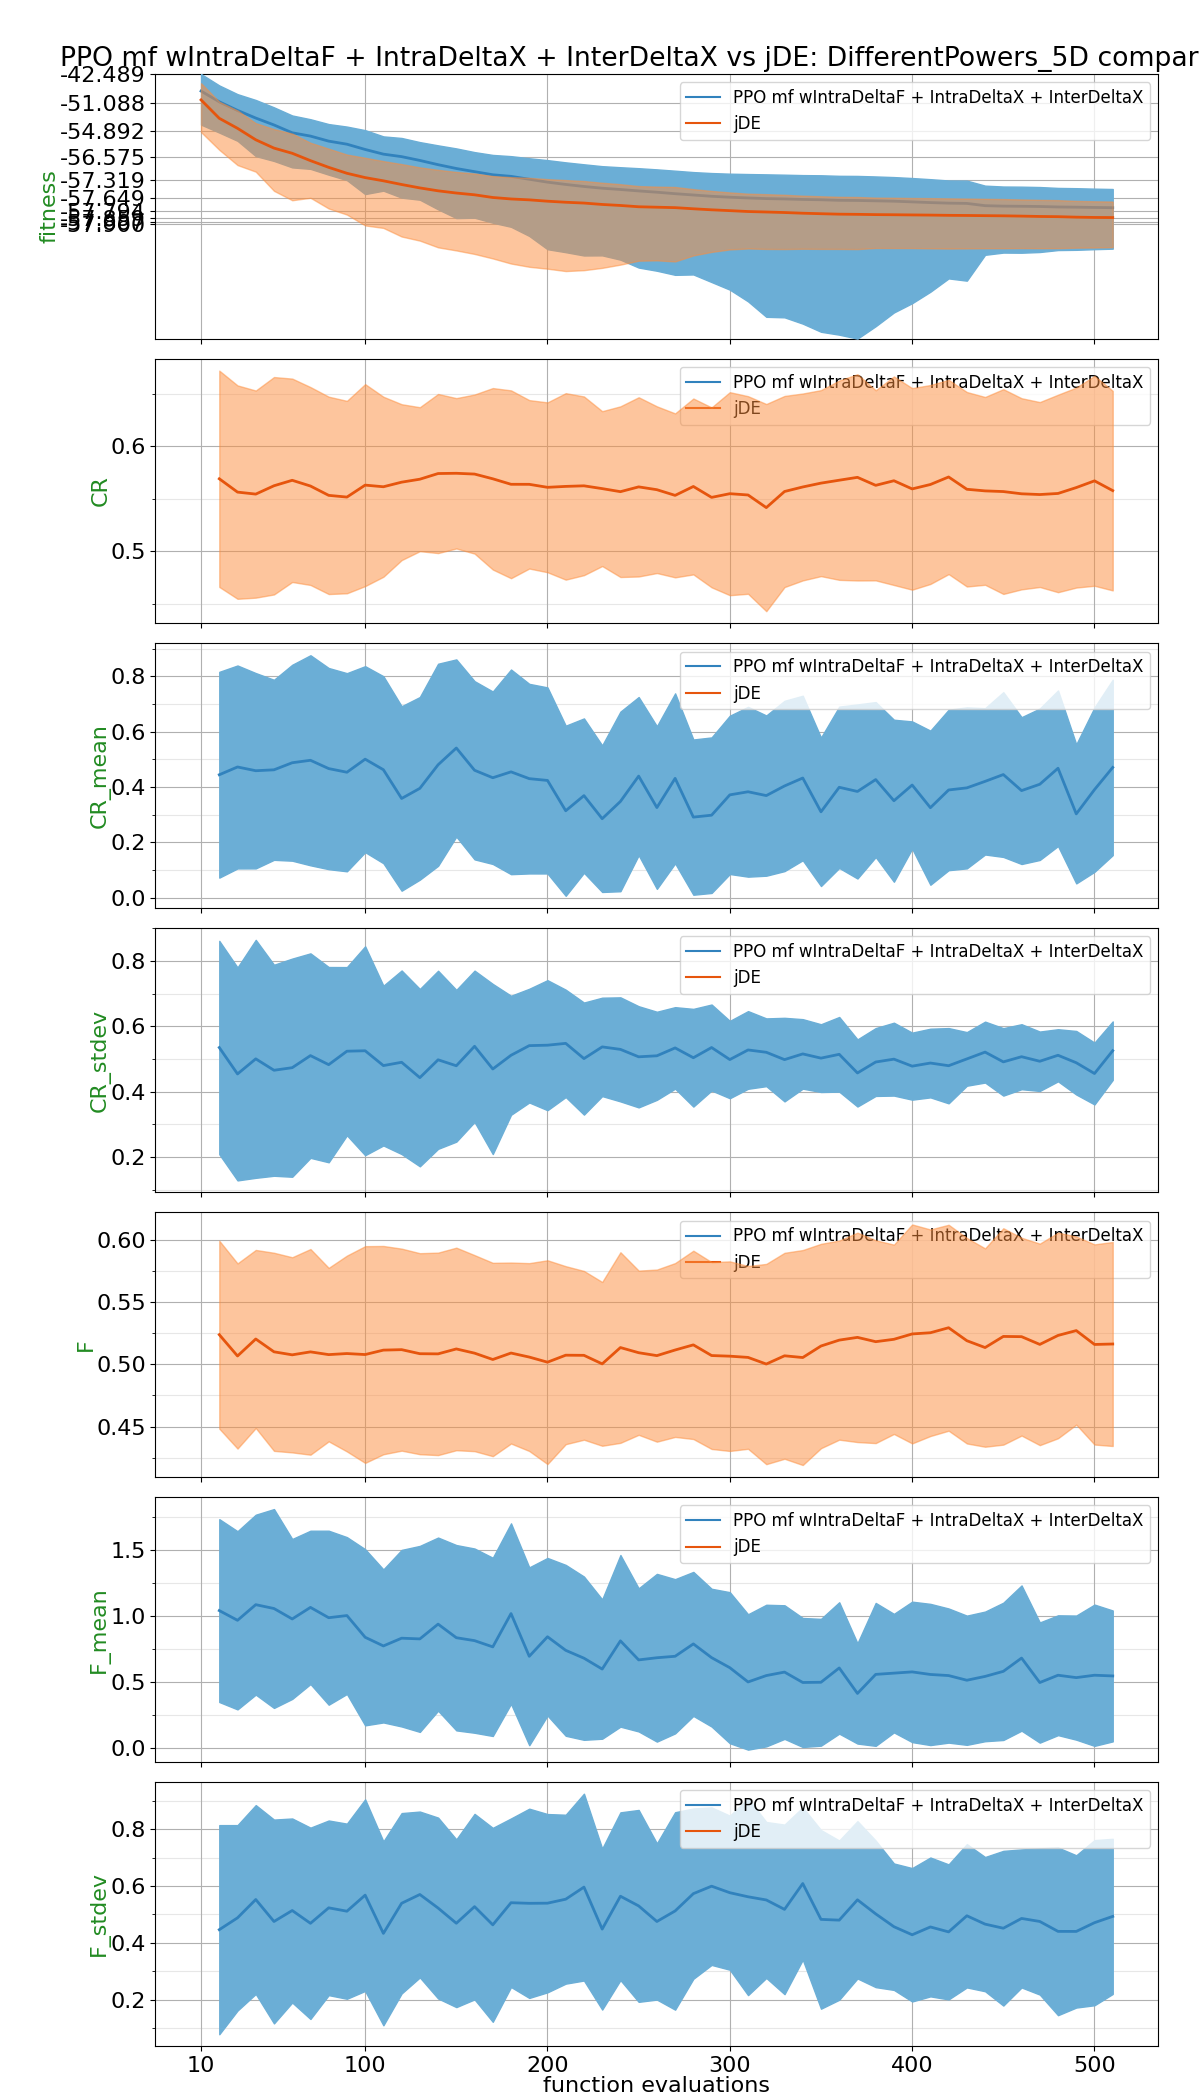 PPO mf wIntraDeltaF + IntraDeltaX + InterDeltaX vs jDE: DifferentPowers_5D compar
-42.489
-51.088
-54.892
-56.575
-57.319
-57.649
fitness
PPO mf wIntraDeltaF + IntraDeltaX + InterDeltaX
jDE
0.6
0.5
CR
PPO mf wIntraDeltaF + IntraDeltaX + InterDeltaX
jDE
0.8
0.6
0.4
0.2
0.0
CR_mean
PPO mf wIntraDeltaF + IntraDeltaX + InterDeltaX
jDE
0.8
0.6
0.4
0.2
CR_stdev
PPO mf wIntraDeltaF + IntraDeltaX + InterDeltaX
jDE
0.60
0.55
0.50
0.45
F
PPO mf wIntraDeltaF + IntraDeltaX + InterDeltaX
jDE
1.5
1.0
0.5
0.0
F_mean
PPO mf wIntraDeltaF + IntraDeltaX + InterDeltaX
jDE
0.8
0.6
0.4
0.2
F_stdev
PPO mf wIntraDeltaF + IntraDeltaX + InterDeltaX
jDE
10 100 200 300 400 500
function evaluations